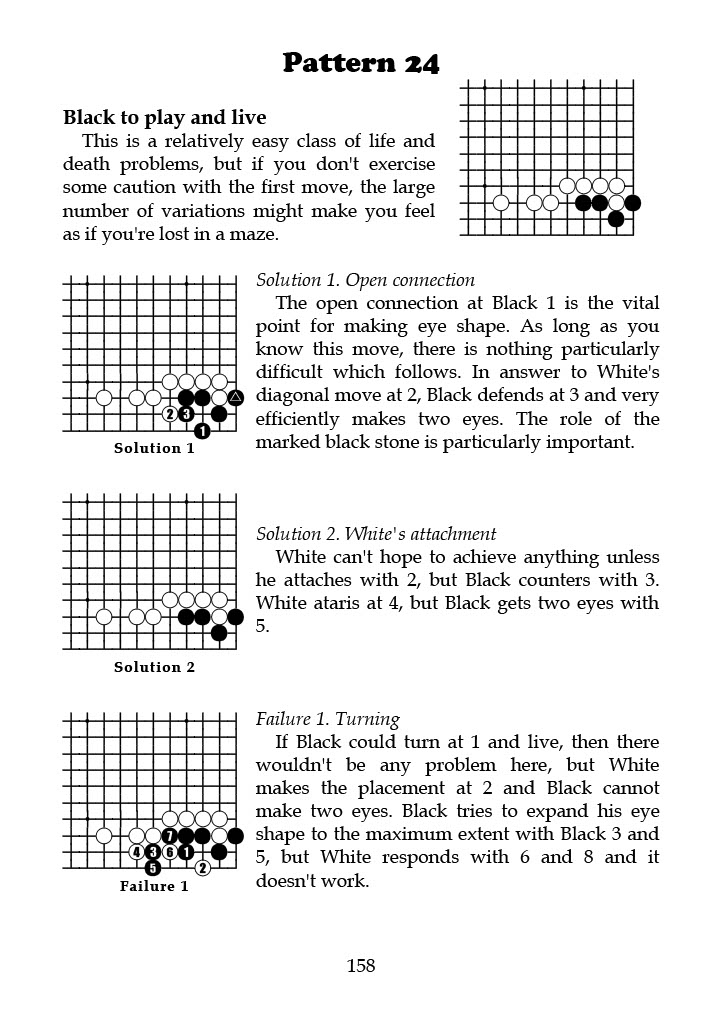 Pattern 24
Black to play and live
This is a relatively easy class of life and
death problems, but if you don't exercise
some caution with the first move, the large
number of variations might make you feel
as if you're lost in a maze.
Solution 1. Open connection
The open connection at Black 1 is the vital
point for making eye shape. As long as you
know this move, there is nothing particularly
difficult which follows. In answer to White's
diagonal move at 2, Black defends at 3 and very
efficiently makes two eyes. The role of the
marked black stone is particularly important.
2 3
1
Solution 1
Solution 2. White's attachment
White can't hope to achieve anything unless
he attaches with 2, but Black counters with 3.
White ataris at 4, but Black gets two eyes with
5.
Solution 2
Failure 1. Turning
If Black could turn at 1 and live, then there
wouldn't be any problem here, but White
makes the placement at 2 and Black cannot
make two eyes. Black tries to expand his eye
shape to the maximum extent with Black 3 and
5, but White responds with 6 and 8 and it
doesn't work.
7
4 3 6 1
5 2
Failure 1
158